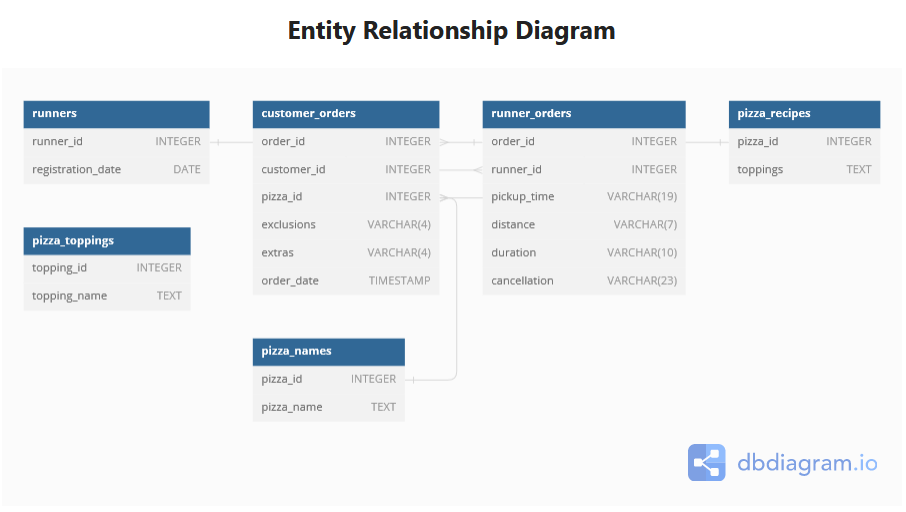 Entity Relationship Diagram
runners
runner_id INTEGER
registration_date DATE
customer_orders
order_id INTEGER
customer_id INTEGER
pizza_id INTEGER
exclusions VARCHAR(4)
extras VARCHAR(4)
order_date TIMESTAMP
runner_orders
order_id INTEGER
runner_id INTEGER
pickup_time VARCHAR(19)
distance VARCHAR(7)
duration VARCHAR(10)
cancellation VARCHAR(23)
pizza_recipes
pizza_id INTEGER
toppings TEXT
pizza_toppings
topping_id INTEGER
topping_name TEXT
pizza_names
pizza_id INTEGER
pizza_name TEXT
dbdiagram.io